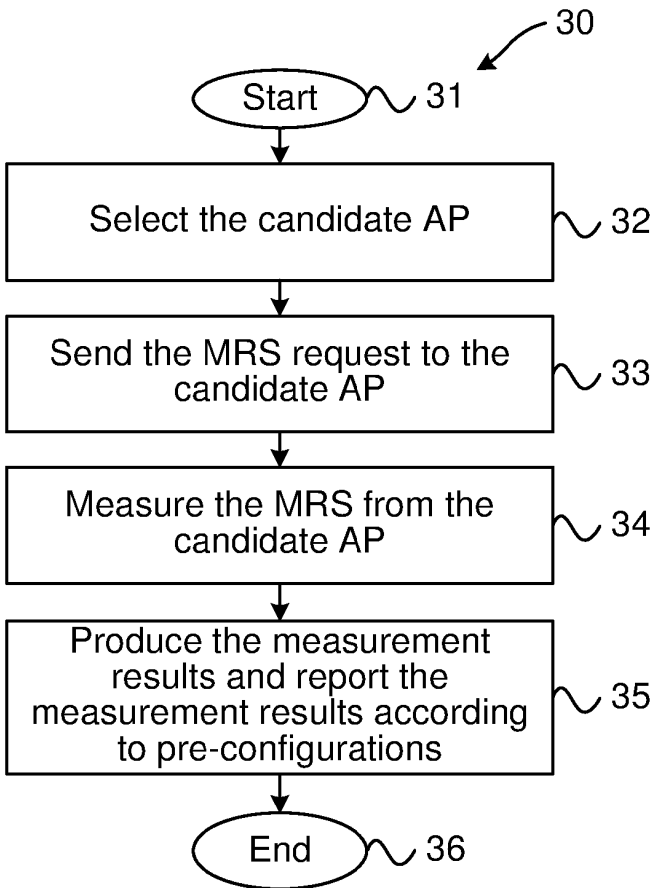 30
Start
31
Select the candidate AP
32
Send the MRS request to the
candidate AP
33
Measure the MRS from the
candidate AP
34
Produce the measurement
results and report the
measurement results according
to pre-configurations
35
End
36